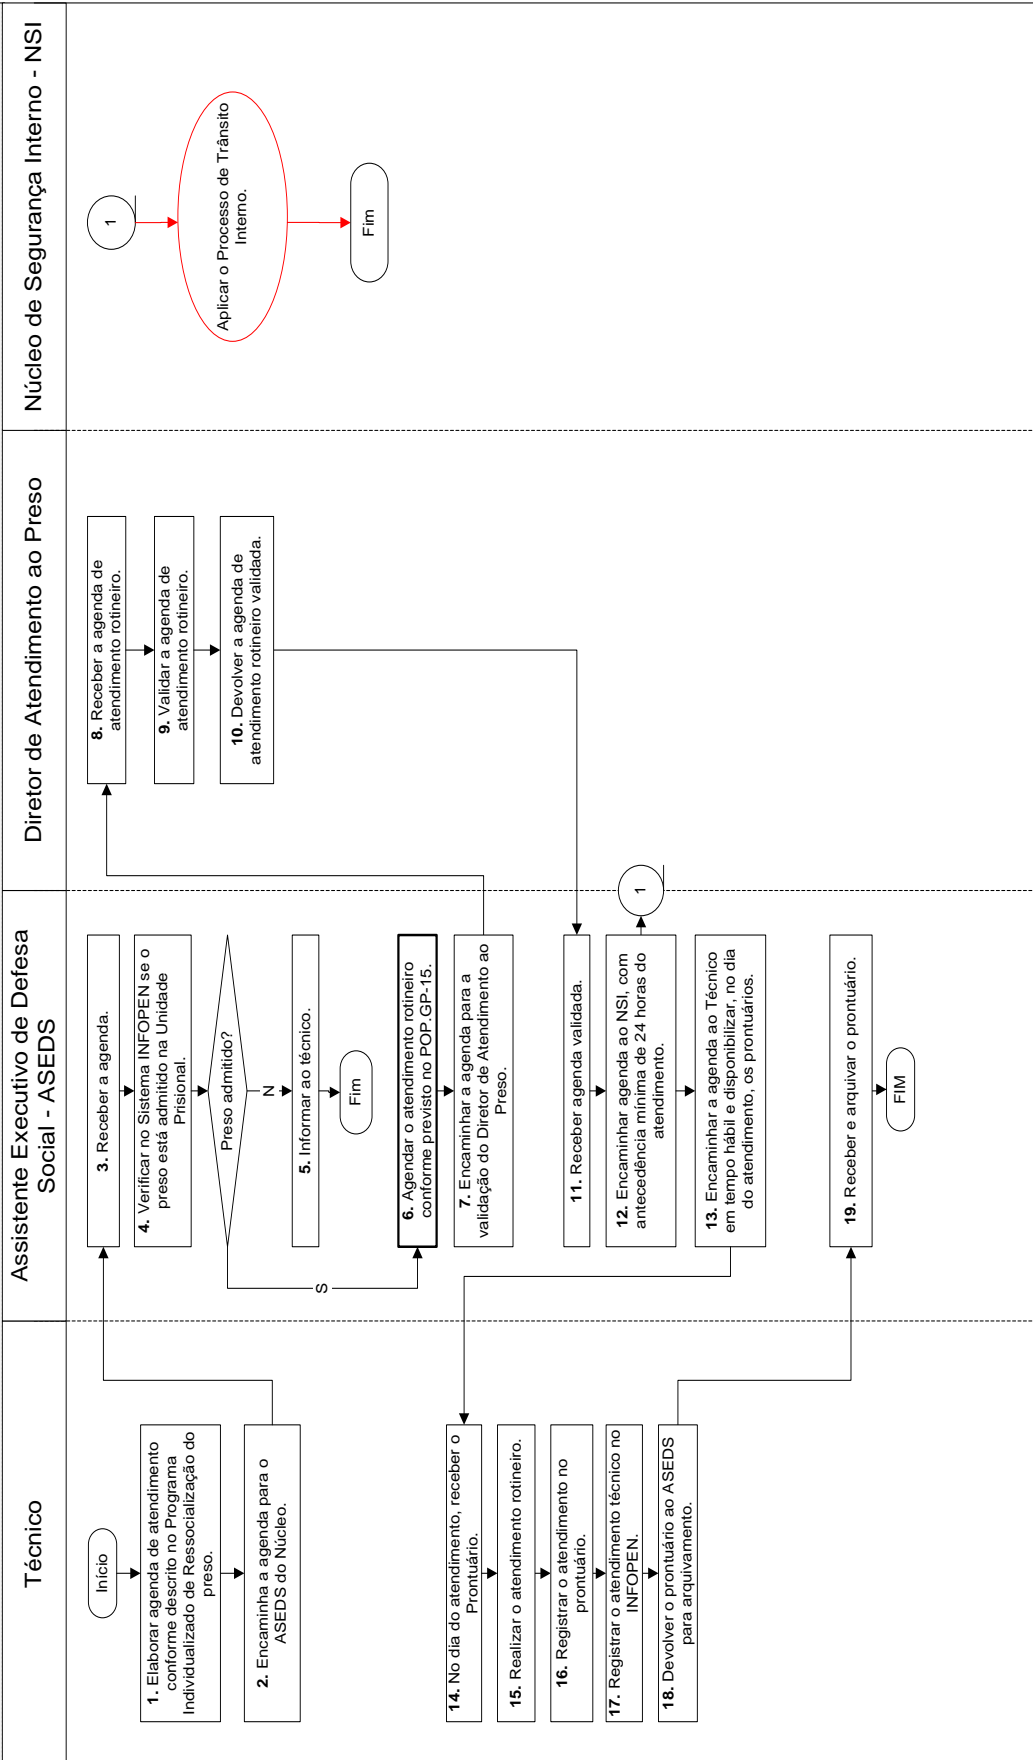 Técnico
Assistente Executivo de Defesa
Social - ASEDS
Diretor de Atendimento ao Preso
Núcleo de Segurança Interno - NSI
Início
1. Elaborar agenda de atendimento
conforme descrito no Programa
Individualizado de Ressocialização do
preso.
2. Encaminha a agenda para o
ASEDS do Núcleo.
3. Receber a agenda.
4. Verificar no Sistema INFOPEN se o
preso está admitido na Unidade
Prisional.
Preso admitido?
N
S
5. Informar ao técnico.
Fim
6. Agendar o atendimento rotineiro
conforme previsto no POP.GP-15.
7. Encaminhar a agenda para a
validação do Diretor de Atendimento ao
Preso.
8. Receber a agenda de
atendimento rotineiro.
9. Validar a agenda de
atendimento rotineiro.
10. Devolver a agenda de
atendimento rotineiro validada.
11. Receber agenda validada.
12. Encaminhar agenda ao NSI, com
antecedência mínima de 24 horas do
atendimento.
1
13. Encaminhar a agenda ao Técnico
em tempo hábil e disponibilizar, no dia
do atendimento, os prontuários.
14. No dia do atendimento, receber o
Prontuário.
15. Realizar o atendimento rotineiro.
16. Registrar o atendimento no
prontuário.
17. Registrar o atendimento técnico no
INFOPEN.
18. Devolver o prontuário ao ASEDS
para arquivamento.
19. Receber e arquivar o prontuário.
FIM
1
Aplicar o Processo de Trânsito
Interno.
Fim